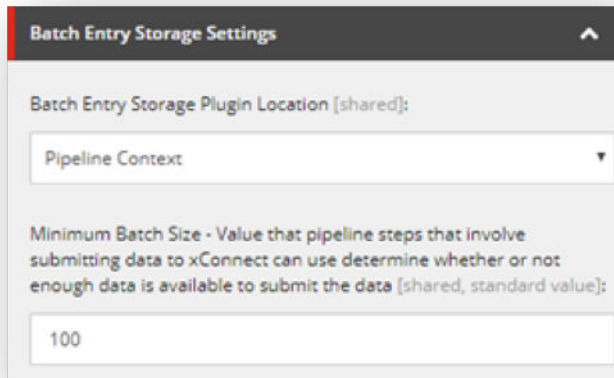 Batch Entry Storage Settings
Batch Entry Storage Plugin Location [shared]:
Pipeline Context
Minimum Batch Size - Value that pipeline steps that involve
submitting data to xConnect can use determine whether or not
enough data is available to submit the data [shared, standard value]:
100